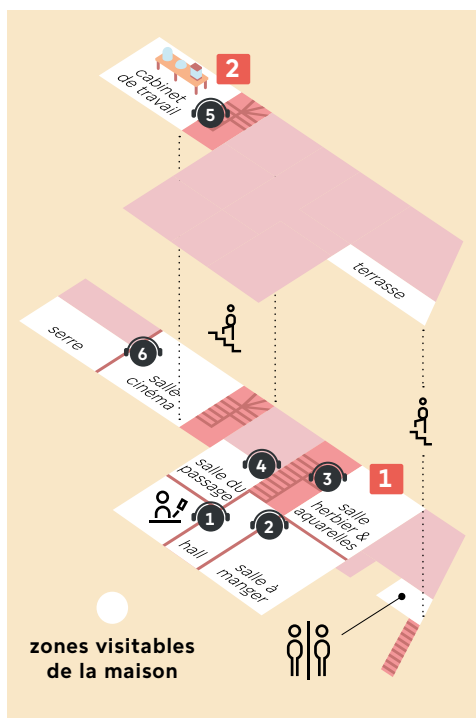 2
cabinet
de travail
5
terrasse
6
serre
salle
cinéma
1
4
3
salle du
passage
salle
herbier &
aquarelles
1
2
hall
salle à
manger
zones visitables
de la maison